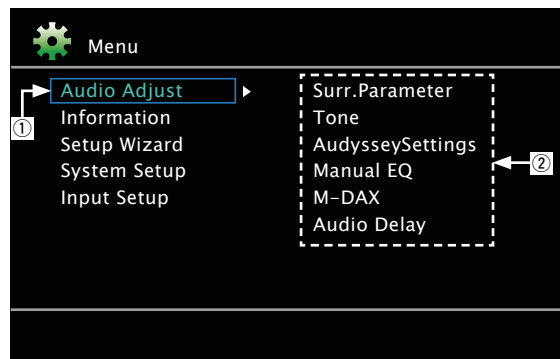 Menu
Audio Adjust
Information
Setup Wizard
System Setup
Input Setup
①
Surr.Parameter
Tone
AudysseySettings
Manual EQ
M-DAX
Audio Delay
②